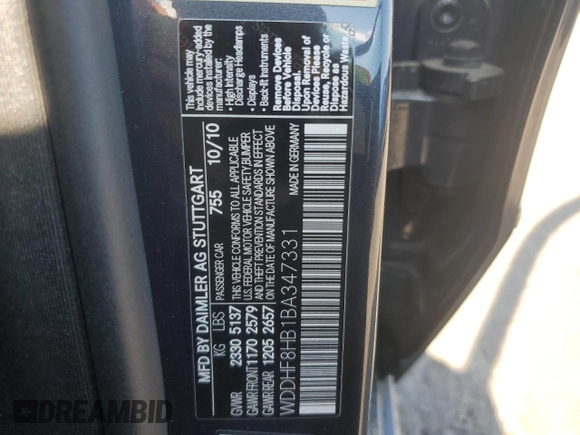 This vehicle may
include mercury-added
devices installed by the
manufacturer:
• High Intensity
Discharge Headlamps
• Back-lit Instruments
Remove Devices
Before Vehicle
Disposal.
Upon Removal of
Devices Please
Reuse, Recycle or
Dispose as
Hazardous Waste.
MFD BY DAIMLER AG STUTTGART
PASSENGER CAR 755 10/10
KG LBS
GVWR 2330 5137
GAWR FRONT 1170 2579
GAWR REAR 1205 2657
THIS VEHICLE CONFORMS TO ALL APPLICABLE
U.S. FEDERAL MOTOR VEHICLE SAFETY, BUMPER
AND THEFT PREVENTION STANDARDS IN EFFECT
ON THE DATE OF MANUFACTURE SHOWN ABOVE
MADE IN GERMANY
WDDHF8HB1BA347331
DREAMBID